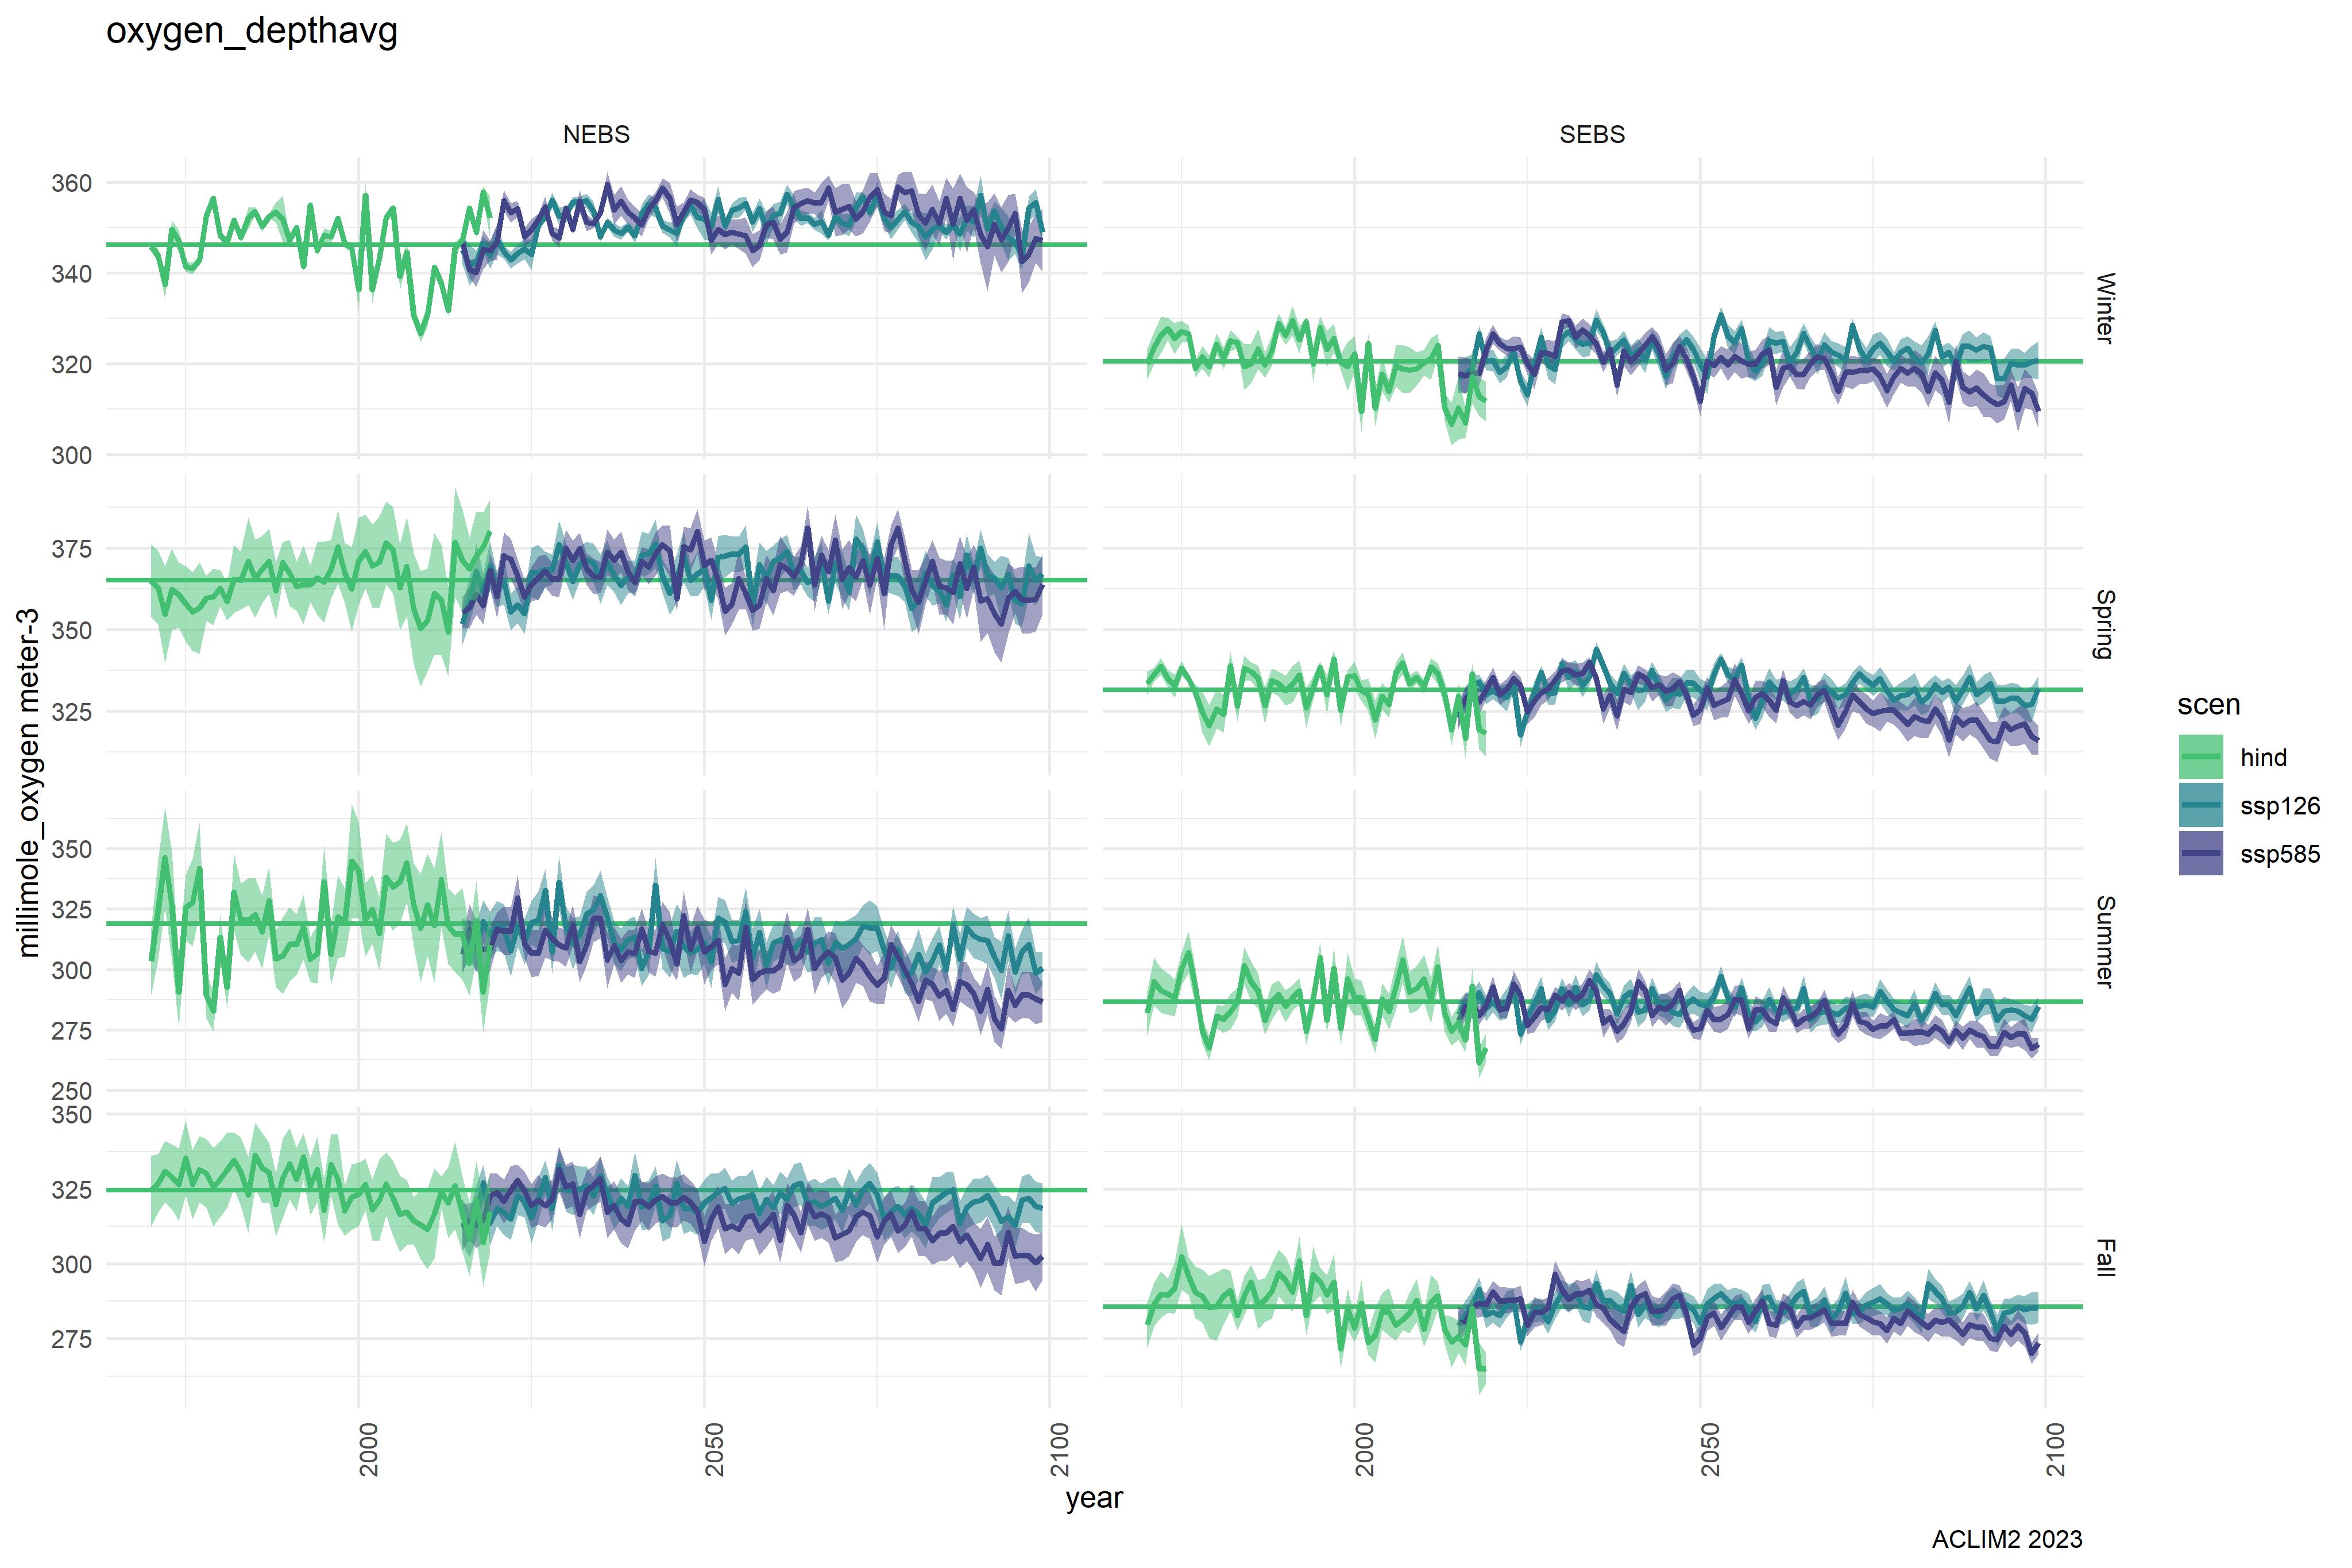 oxygen_depthavg
NEBS
SEBS
360
340
320
300
Winter
375
350
325
Spring
350
325
300
275
250
Summer
350
325
300
275
Fall
millimole_oxygen meter-3
2000
2050
2100
2000
2050
2100
year
scen
hind
ssp126
ssp585
ACLIM2 2023